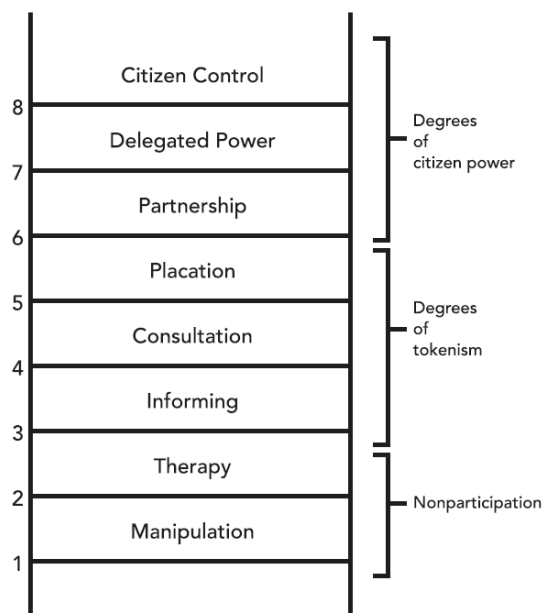 Citizen Control
8
Delegated Power
7
Partnership
6
Placation
5
Consultation
4
Informing
3
Therapy
2
Manipulation
1
Degrees
of
citizen power
Degrees
of
tokenism
Nonparticipation